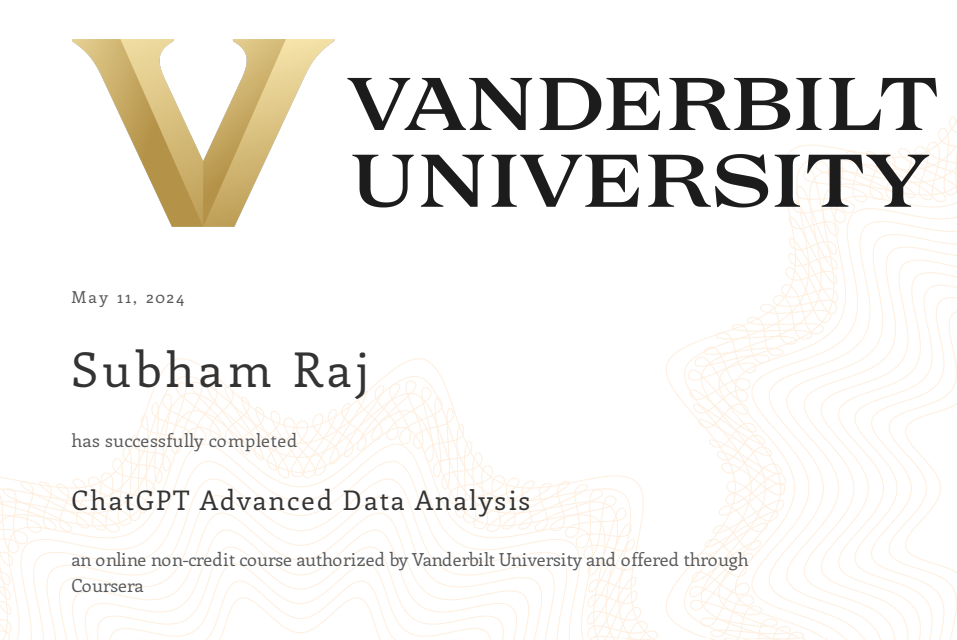 VANDERBILT
UNIVERSITY
May 11, 2024
Subham Raj
has successfully completed
ChatGPT Advanced Data Analysis
an online non-credit course authorized by Vanderbilt University and offered through
Coursera